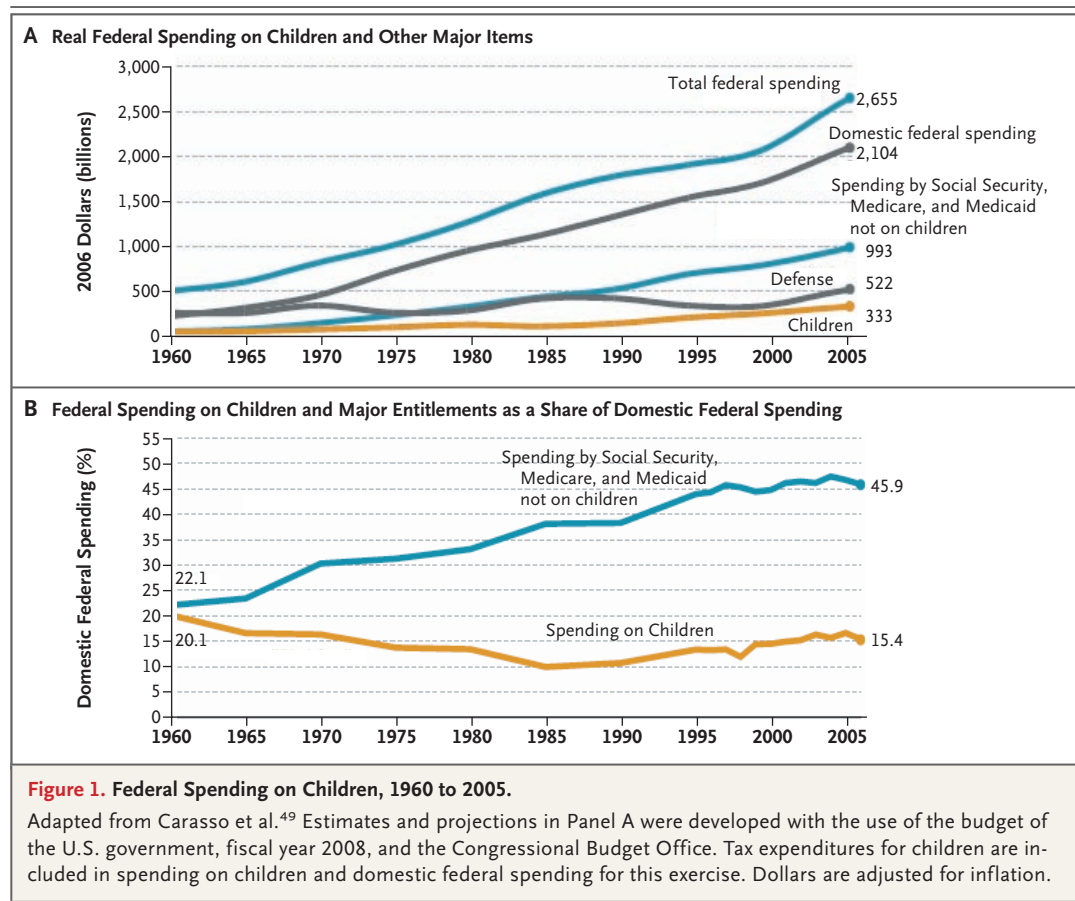 A Real Federal Spending on Children and Other Major Items
3,000
2,500
2,000
1,500
1,000
500
0
2006 Dollars (billions)
Total federal spending
2,655
Domestic federal spending
2,104
Spending by Social Security,
Medicare, and Medicaid
not on children
993
Defense
522
Children
333
1960 1965 1970 1975 1980 1985 1990 1995 2000 2005
B Federal Spending on Children and Major Entitlements as a Share of Domestic Federal Spending
55
50
45
40
35
30
25
20
15
10
5
0
Domestic Federal Spending (%)
Spending by Social Security,
Medicare, and Medicaid
not on children
45.9
22.1
20.1
Spending on Children
15.4
1960 1965 1970 1975 1980 1985 1990 1995 2000 2005
Figure 1. Federal Spending on Children, 1960 to 2005.
Adapted from Carasso et al.49 Estimates and projections in Panel A were developed with the use of the budget of
the U.S. government, fiscal year 2008, and the Congressional Budget Office. Tax expenditures for children are in-
cluded in spending on children and domestic federal spending for this exercise. Dollars are adjusted for inflation.